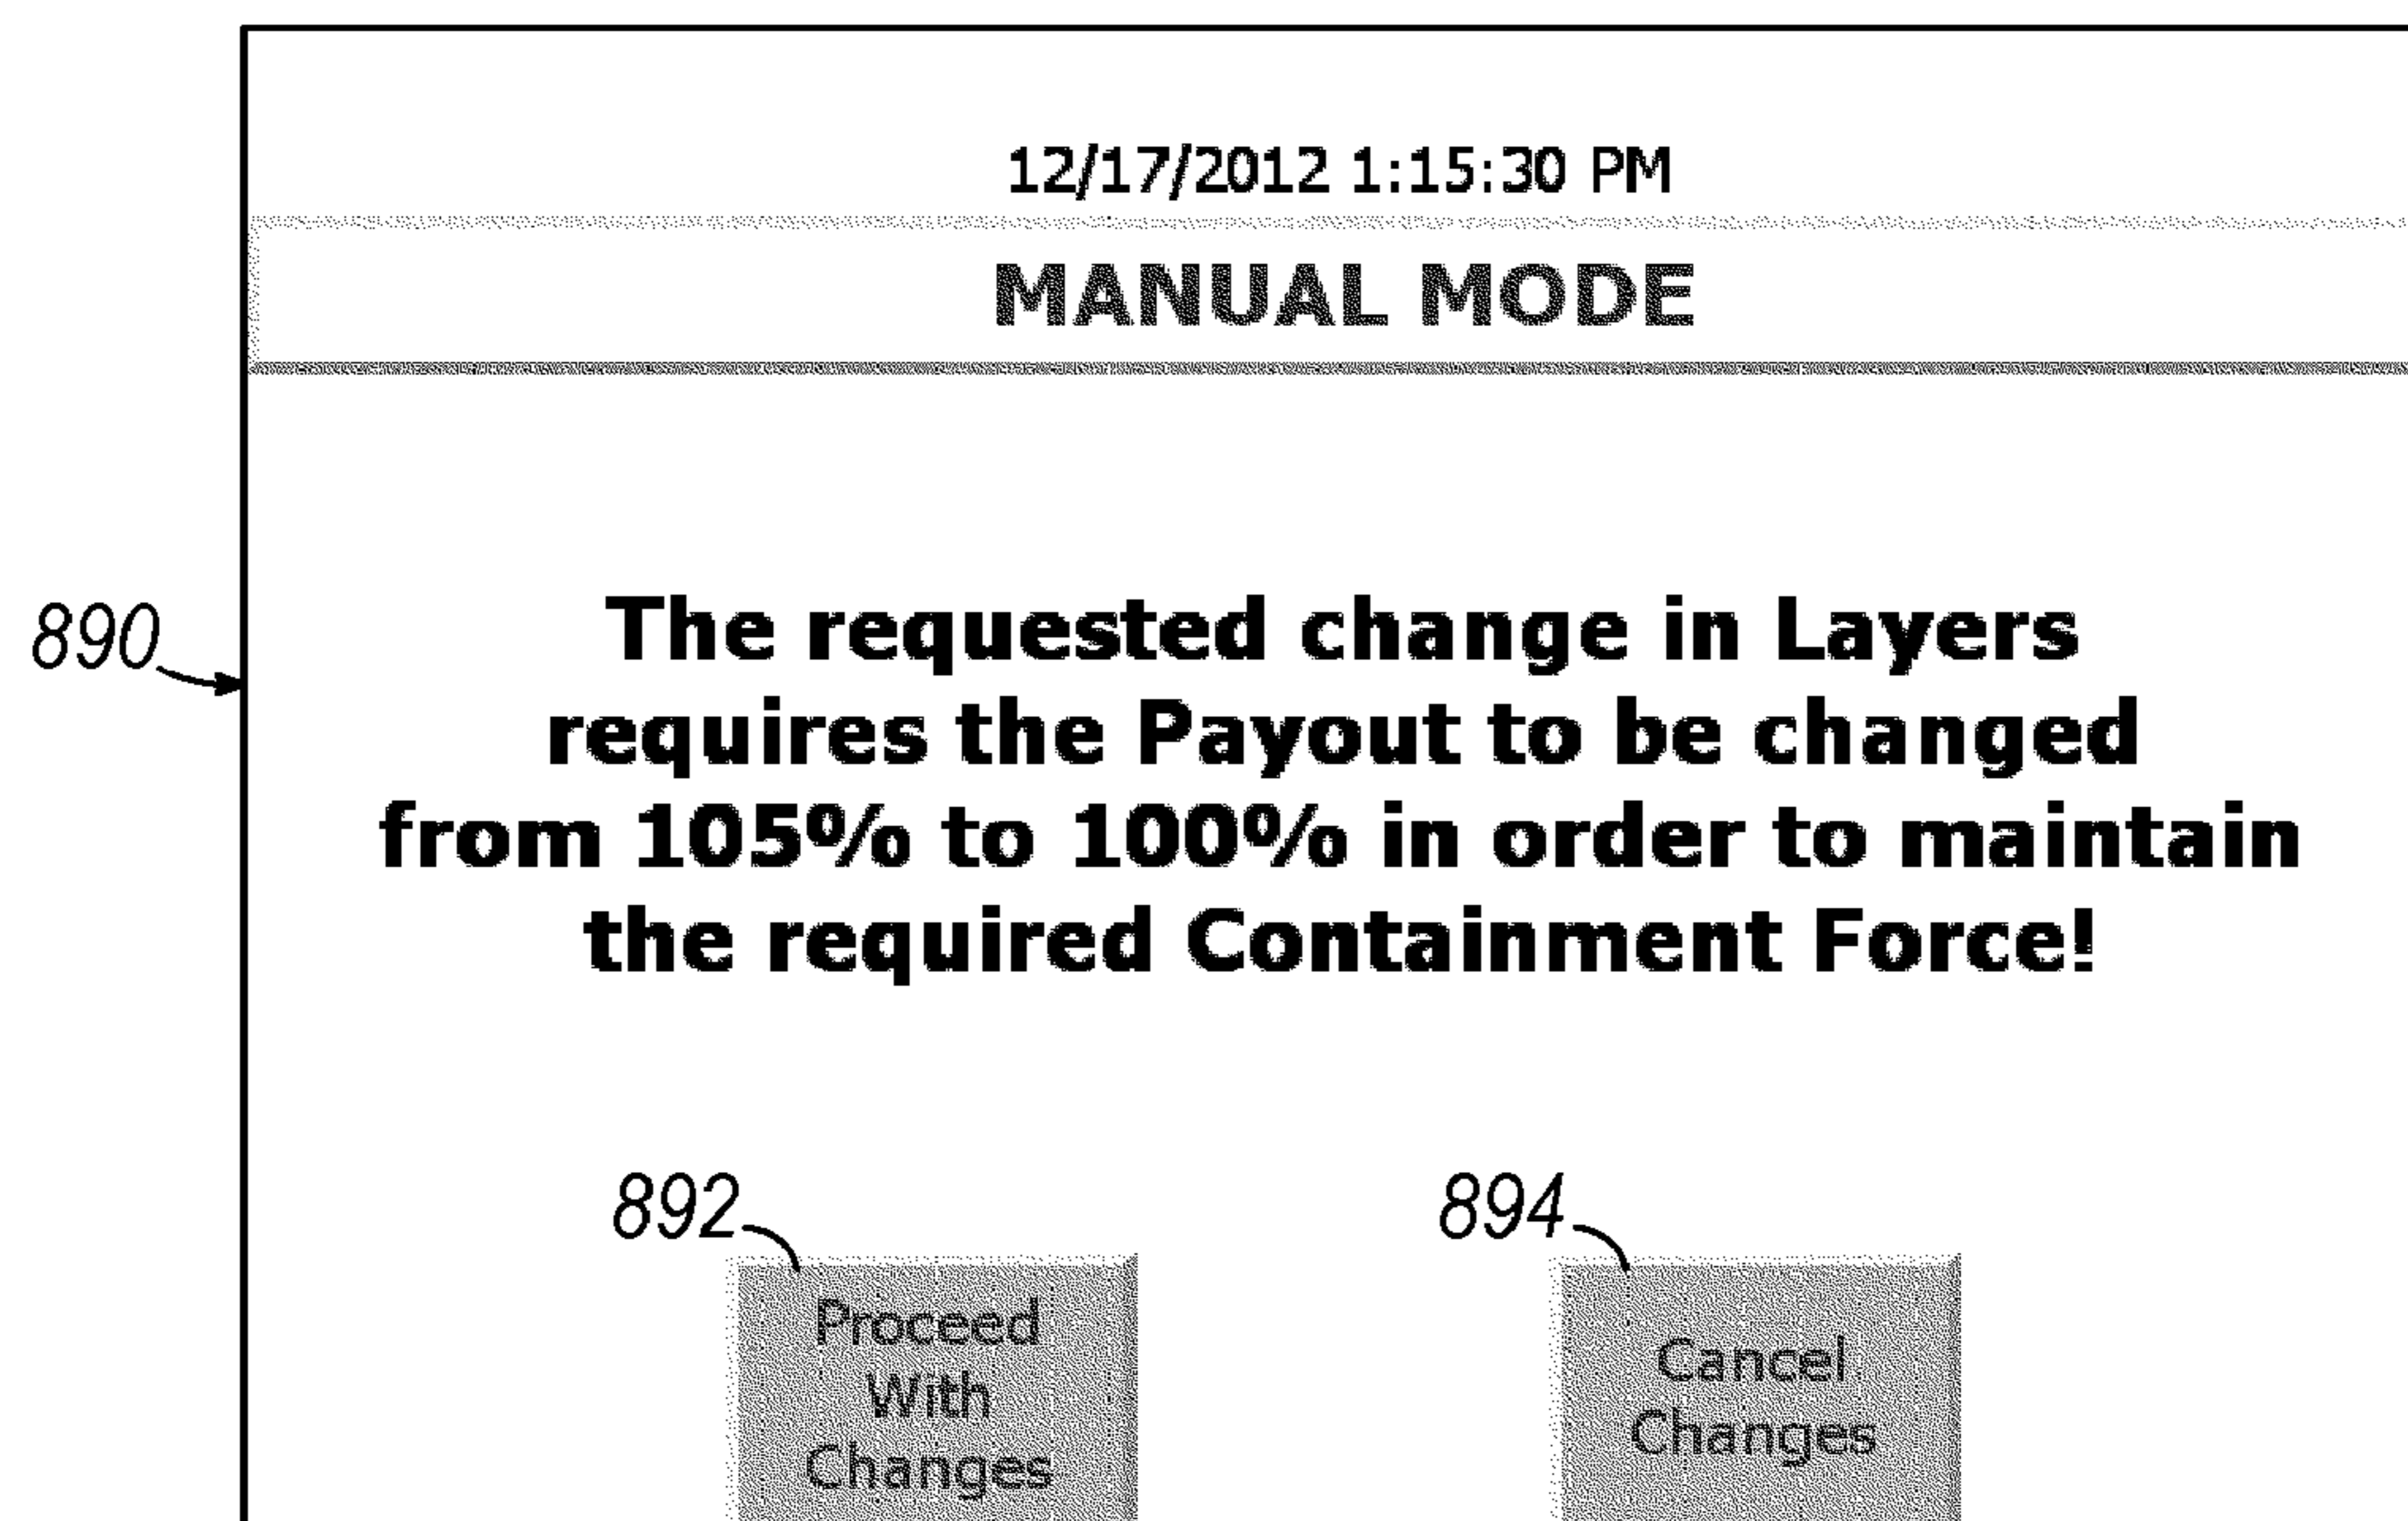 12/17/2012 1:15:30 PM
MANUAL MODE
890
The requested change in Layers
requires the Payout to be changed
from 105% to 100% in order to maintain
the required Containment Force!
892
894
Proceed
With
Changes
Cancel
Changes